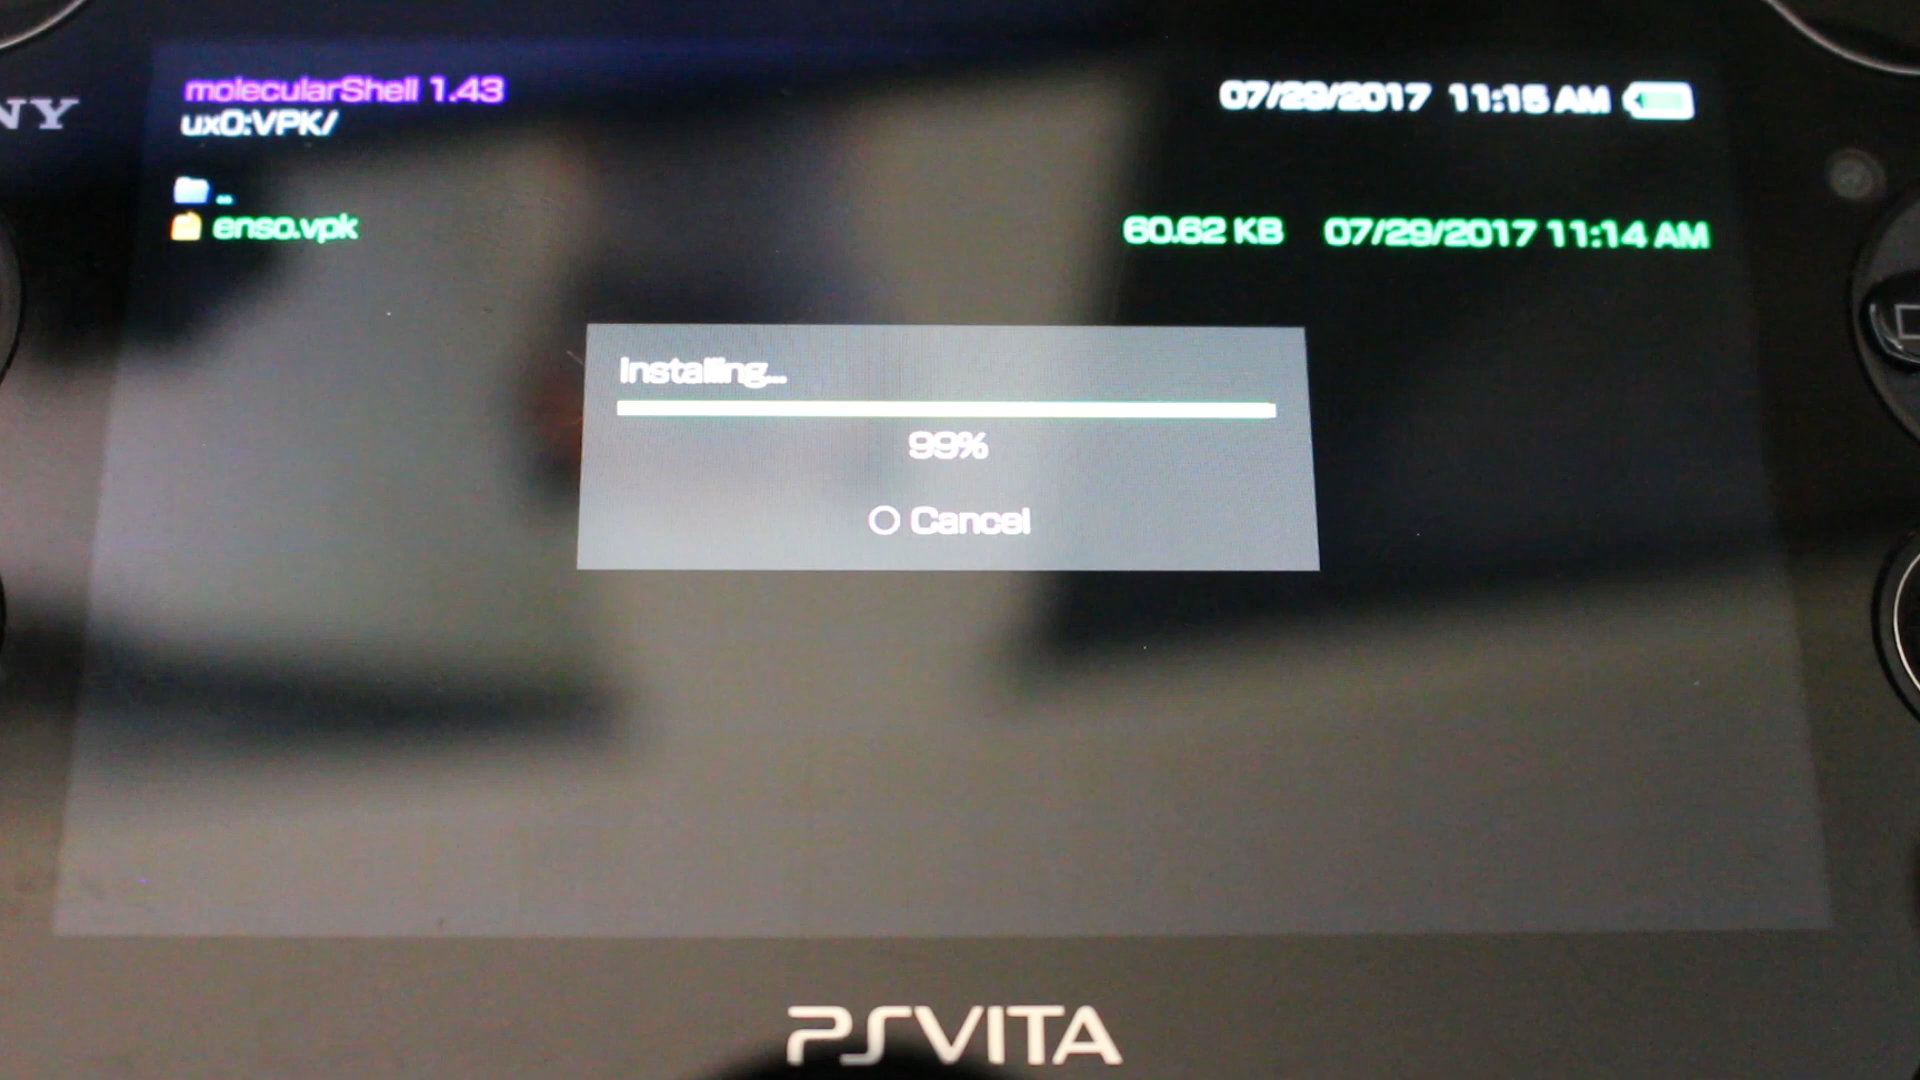 molecularShell 1.43
07/29/2017 11:15 AM
NY
ux0:VPK/
..
enso.vpk 60.62 KB 07/29/2017 11:14 AM
Installing...
99%
Cancel
PSVITA